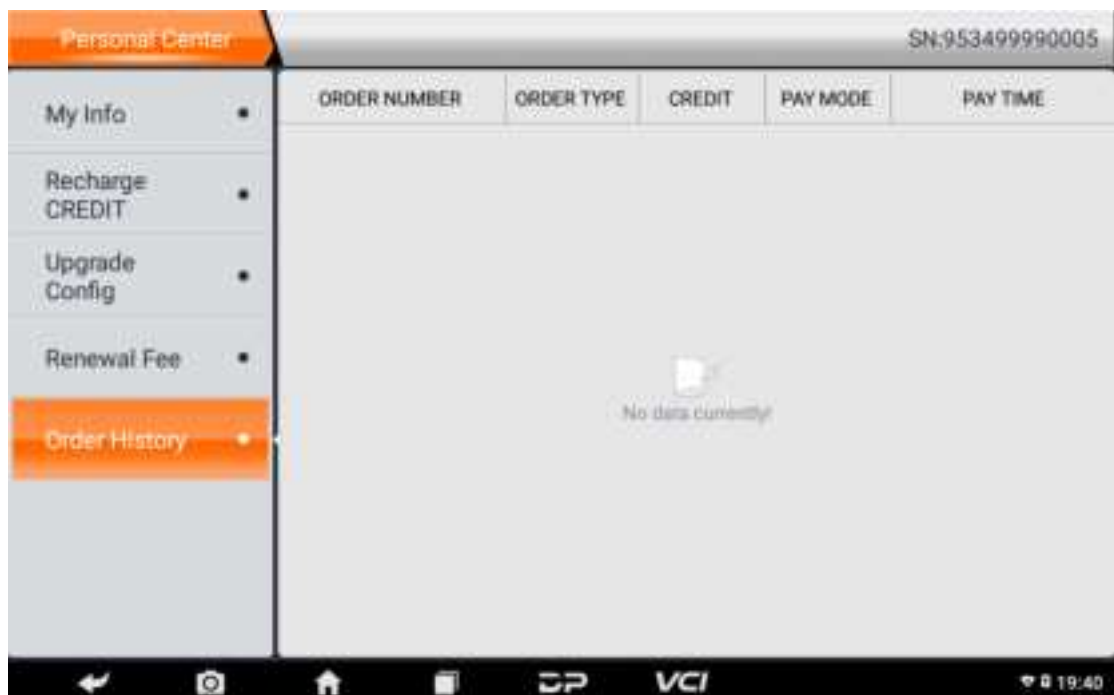 Personal Center
SN:953499990005
My Info
Recharge
CREDIT
Upgrade
Config
Renewal Fee
Order History
ORDER NUMBER ORDER TYPE CREDIT PAY MODE PAY TIME
No data currently!
DP VCI 19:40